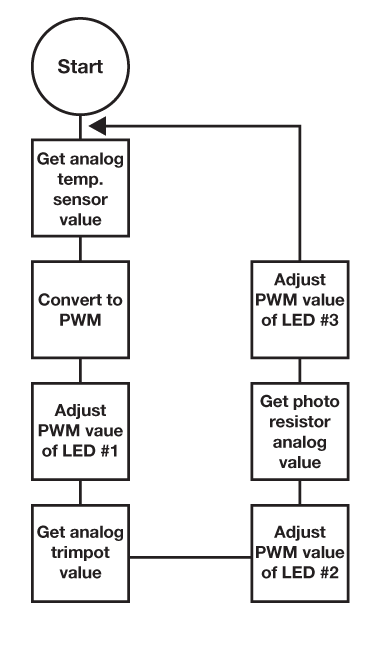 Start
Get analog
temp.
sensor
value
Convert to
PWM
Adjust
PWM vaue
of LED #1
Get analog
trimpot
value
Adjust
PWM value
of LED #2
Get photo
resistor
analog
value
Adjust
PWM value
of LED #3